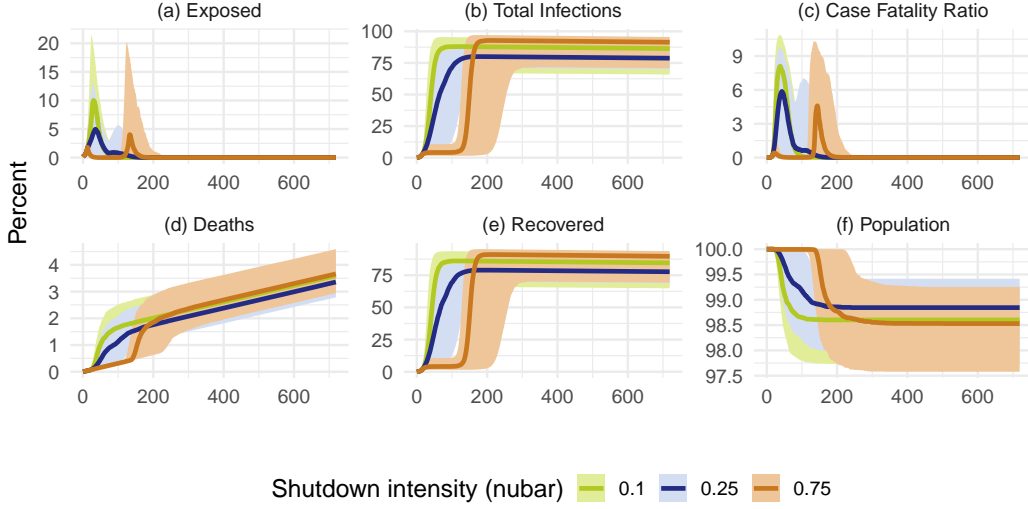 (a) Exposed (b) Total Infections (c) Case Fatality Ratio
20
15
10
5
0
0 200 400 600
100
75
50
25
0
0 200 400 600
9
6
3
0
0 200 400 600
Percent
(d) Deaths (e) Recovered (f) Population
4
3
2
1
0
0 200 400 600
75
50
25
0
0 200 400 600
100.0
99.5
99.0
98.5
98.0
97.5
0 200 400 600
Shutdown intensity (nubar) 0.1 0.25 0.75